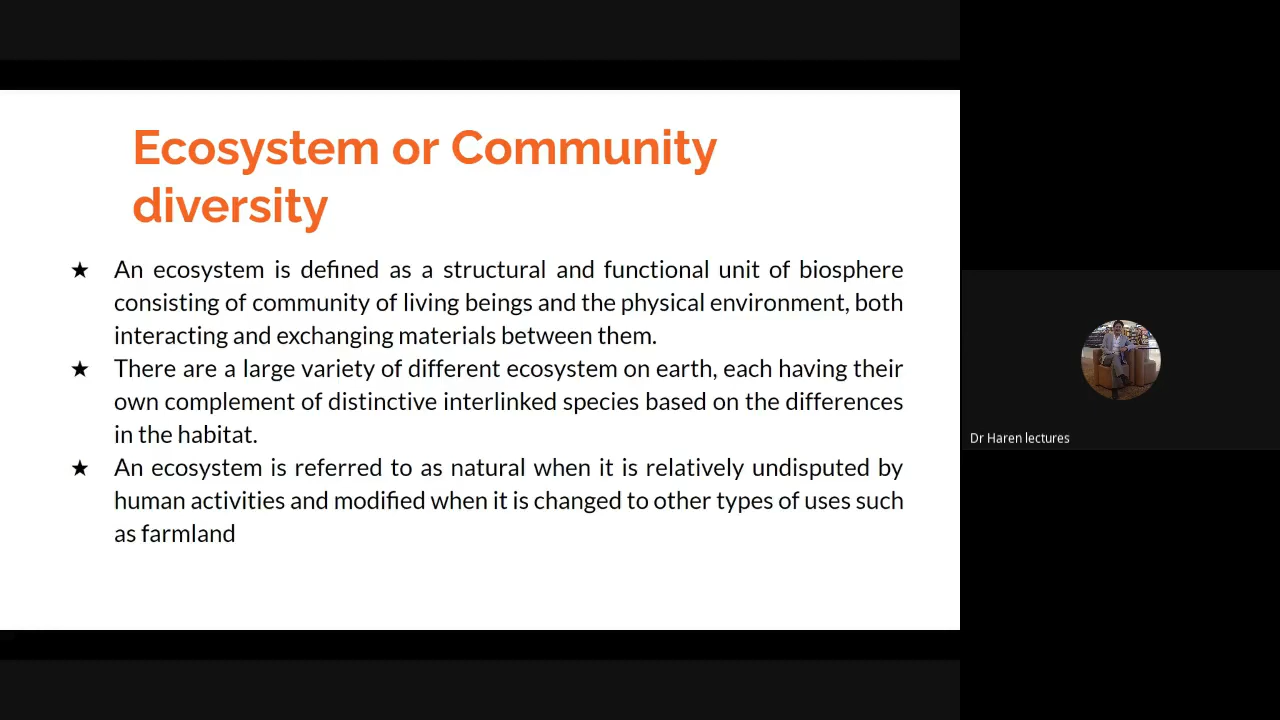 Ecosystem or Community
diversity
★ An ecosystem is defined as a structural and functional unit of biosphere
consisting of community of living beings and the physical environment, both
interacting and exchanging materials between them.
★ There are a large variety of different ecosystem on earth, each having their
own complement of distinctive interlinked species based on the differences
in the habitat.
★ An ecosystem is referred to as natural when it is relatively undisputed by
human activities and modified when it is changed to other types of uses such
as farmland
Dr Haren lectures